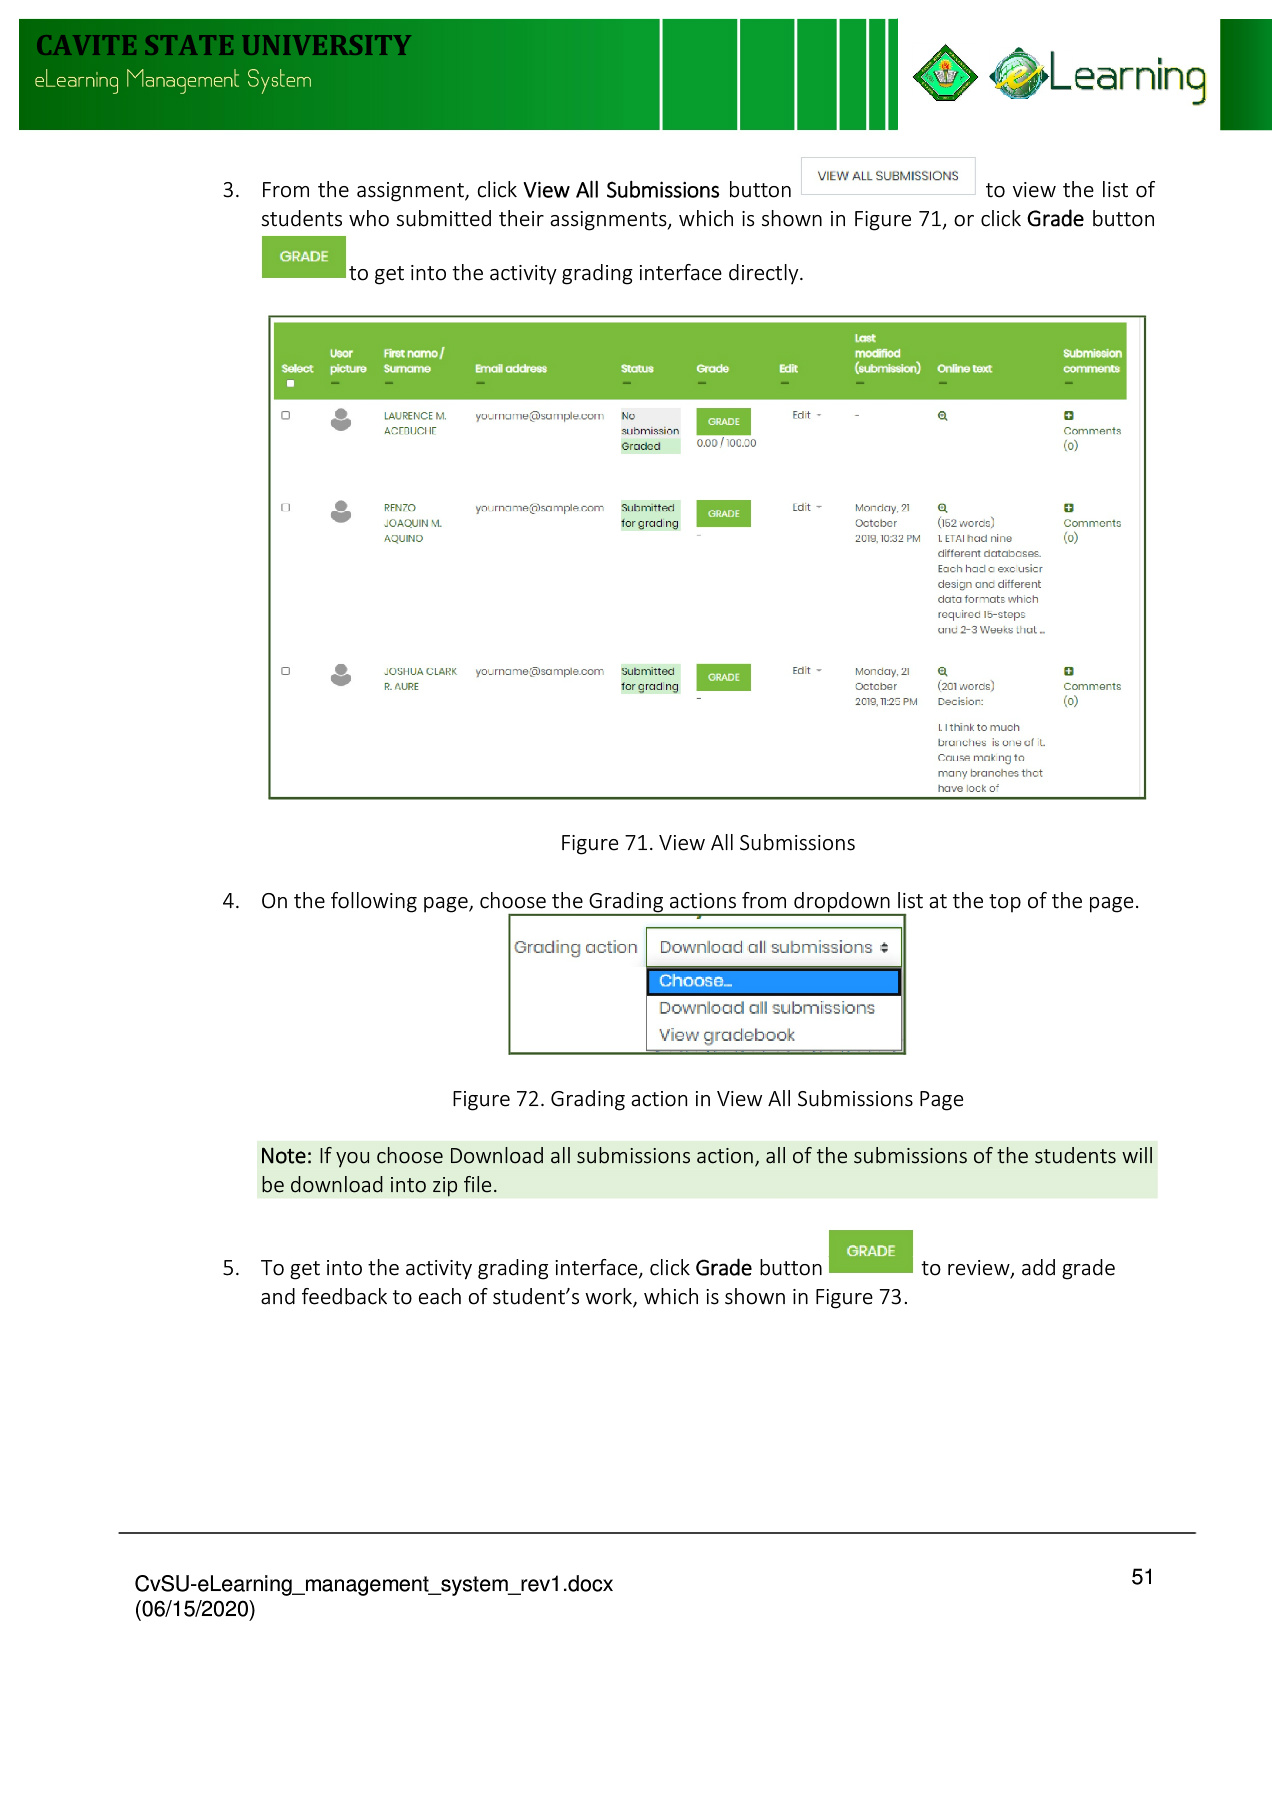 CAVITE STATE UNIVERSITY
eLearning Management System
eLearning
3. From the assignment, click View All Submissions button VIEW ALL SUBMISSIONS to view the list of
students who submitted their assignments, which is shown in Figure 71, or click Grade button
GRADE to get into the activity grading interface directly.
Select User picture First name / Surname Email address Status Grade Edit Last modified (submission) Online text Submission comments
LAURENCE M. yourname@sample.com No GRADE Edit -
ACEBUCHE submission Comments
Graded 0.00 / 100.00 (0)
RENZO yourname@sample.com Submitted GRADE Edit Monday, 21
JOAQUIN M. for grading October (152 words) Comments
AQUINO - 2019, 10:32 PM 1. ETAI had nine (0)
different databases.
Each had a exclusior
design and different
data formats which
required 15-steps
and 2-3 Weeks that ...
JOSHUA CLARK yourname@sample.com Submitted GRADE Edit Monday, 21
R. AURE for grading October (201 words) Comments
- 2019, 11:25 PM Decision: (0)
1. I think to much
branches is one of it.
Cause making to
many branches that
have lack of
Figure 71. View All Submissions
4. On the following page, choose the Grading actions from dropdown list at the top of the page.
Grading action Download all submissions
Choose...
Download all submissions
View gradebook
Figure 72. Grading action in View All Submissions Page
Note: If you choose Download all submissions action, all of the submissions of the students will
be download into zip file.
5. To get into the activity grading interface, click Grade button GRADE to review, add grade
and feedback to each of student’s work, which is shown in Figure 73.
CvSU-eLearning_management_system_rev1.docx 51
(06/15/2020)